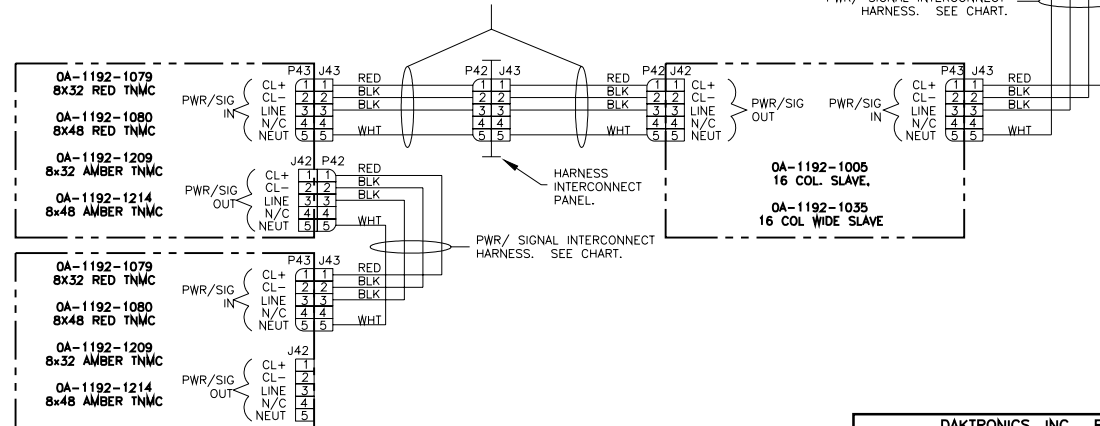 PWR/ SIGNAL INTERCONNECT
HARNESS. SEE CHART.
0A-1192-1079
8X32 RED TNMC
0A-1192-1080
8X48 RED TNMC
0A-1192-1209
8x32 AMBER TNMC
0A-1192-1214
8x48 AMBER TNMC
PWR/SIG
IN
P43 J43
CL+ 1 1 RED
CL- 2 2 BLK
LINE 3 3 BLK
N/C 4 4
NEUT 5 5 WHT
P42 J43
1 1
2 2
3 3
4 4
5 5
P42 J42
RED 1 1 CL+
BLK 2 2 CL-
BLK 3 3 LINE
4 4 N/C
WHT 5 5 NEUT
PWR/SIG
OUT
PWR/SIG
IN
P43 J43
CL+ 1 1 RED
CL- 2 2 BLK
LINE 3 3 BLK
N/C 4 4
NEUT 5 5 WHT
0A-1192-1005
16 COL. SLAVE,
0A-1192-1035
16 COL WIDE SLAVE
HARNESS
INTERCONNECT
PANEL.
PWR/SIG
OUT
J42 P42
CL+ 1 1 RED
CL- 2 2 BLK
LINE 3 3 BLK
N/C 4 4
NEUT 5 5 WHT
PWR/ SIGNAL INTERCONNECT
HARNESS. SEE CHART.
0A-1192-1079
8X32 RED TNMC
0A-1192-1080
8X48 RED TNMC
0A-1192-1209
8x32 AMBER TNMC
0A-1192-1214
8x48 AMBER TNMC
PWR/SIG
IN
P43 J43
CL+ 1 1 RED
CL- 2 2 BLK
LINE 3 3 BLK
N/C 4 4
NEUT 5 5 WHT
PWR/SIG
OUT
J42
CL+ 1
CL- 2
LINE 3
N/C 4
NEUT 5
DAKTRONICS, INC.